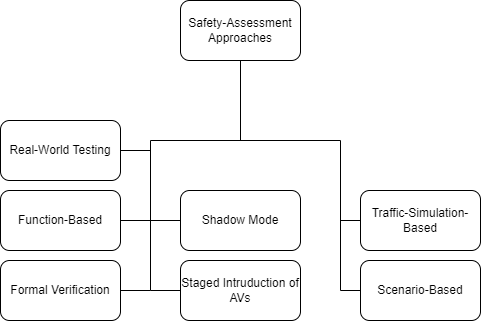 Safety-Assessment
Approaches
Real-World Testing
Function-Based
Shadow Mode
Traffic-Simulation-
Based
Formal Verification
Staged Intruduction of
AVs
Scenario-Based